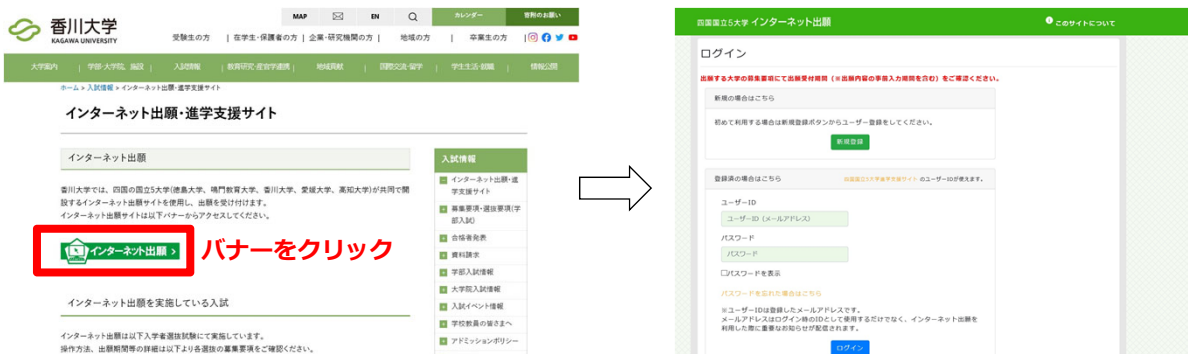 香川大学
KAGAWA UNIVERSITY
MAP
EN
カレンダー
寄附のお願い
受験生の方 | 在学生・保護者の方 | 企業・研究機関の方 | 地域の方 | 卒業生の方
大学案内 | 学部・大学院、施設 | 入試情報 | 教育研究・産官学連携 | 地域貢献 | 国際交流・留学 | 学生生活・就職 | 情報公開
ホーム » 入試情報 » インターネット出願・進学支援サイト
インターネット出願・進学支援サイト
インターネット出願
香川大学では、四国の国立5大学(徳島大学、鳴門教育大学、香川大学、愛媛大学、高知大学)が共同で開
設するインターネット出願サイトを使用し、出願を受け付けます。
インターネット出願サイトは以下バナーからアクセスしてください。
インターネット出願 >
バナーをクリック
インターネット出願を実施している入試
インターネット出願は以下入学者選抜試験にて実施しています。
操作方法、出願期間等の詳細は以下より各選抜の募集要項をご確認ください。
入試情報
インターネット出願・進
学支援サイト
募集要項・選抜要項(学
部入試)
合格者発表
資料請求
学部入試情報
大学院入試情報
入試イベント情報
学校教員の皆さまへ
アドミッションポリシー
四国国立5大学 インターネット出願
このサイトについて
ログイン
出願する大学の募集要項にて出願受付期間（※出願内容の事前入力期間を含む）をご確認ください。
新規の場合はこちら
初めて利用する場合は新規登録ボタンからユーザー登録をしてください。
新規登録
登録済の場合はこちら
四国国立5大学進学支援サイト のユーザーIDが使えます。
ユーザーID
ユーザーID（メールアドレス）
パスワード
パスワード
パスワードを表示
パスワードを忘れた場合はこちら
※ユーザーIDは登録したメールアドレスです。
メールアドレスはログイン時のIDとして使用するだけでなく、インターネット出願を
利用した際に重要なお知らせが配信されます。
ログイン